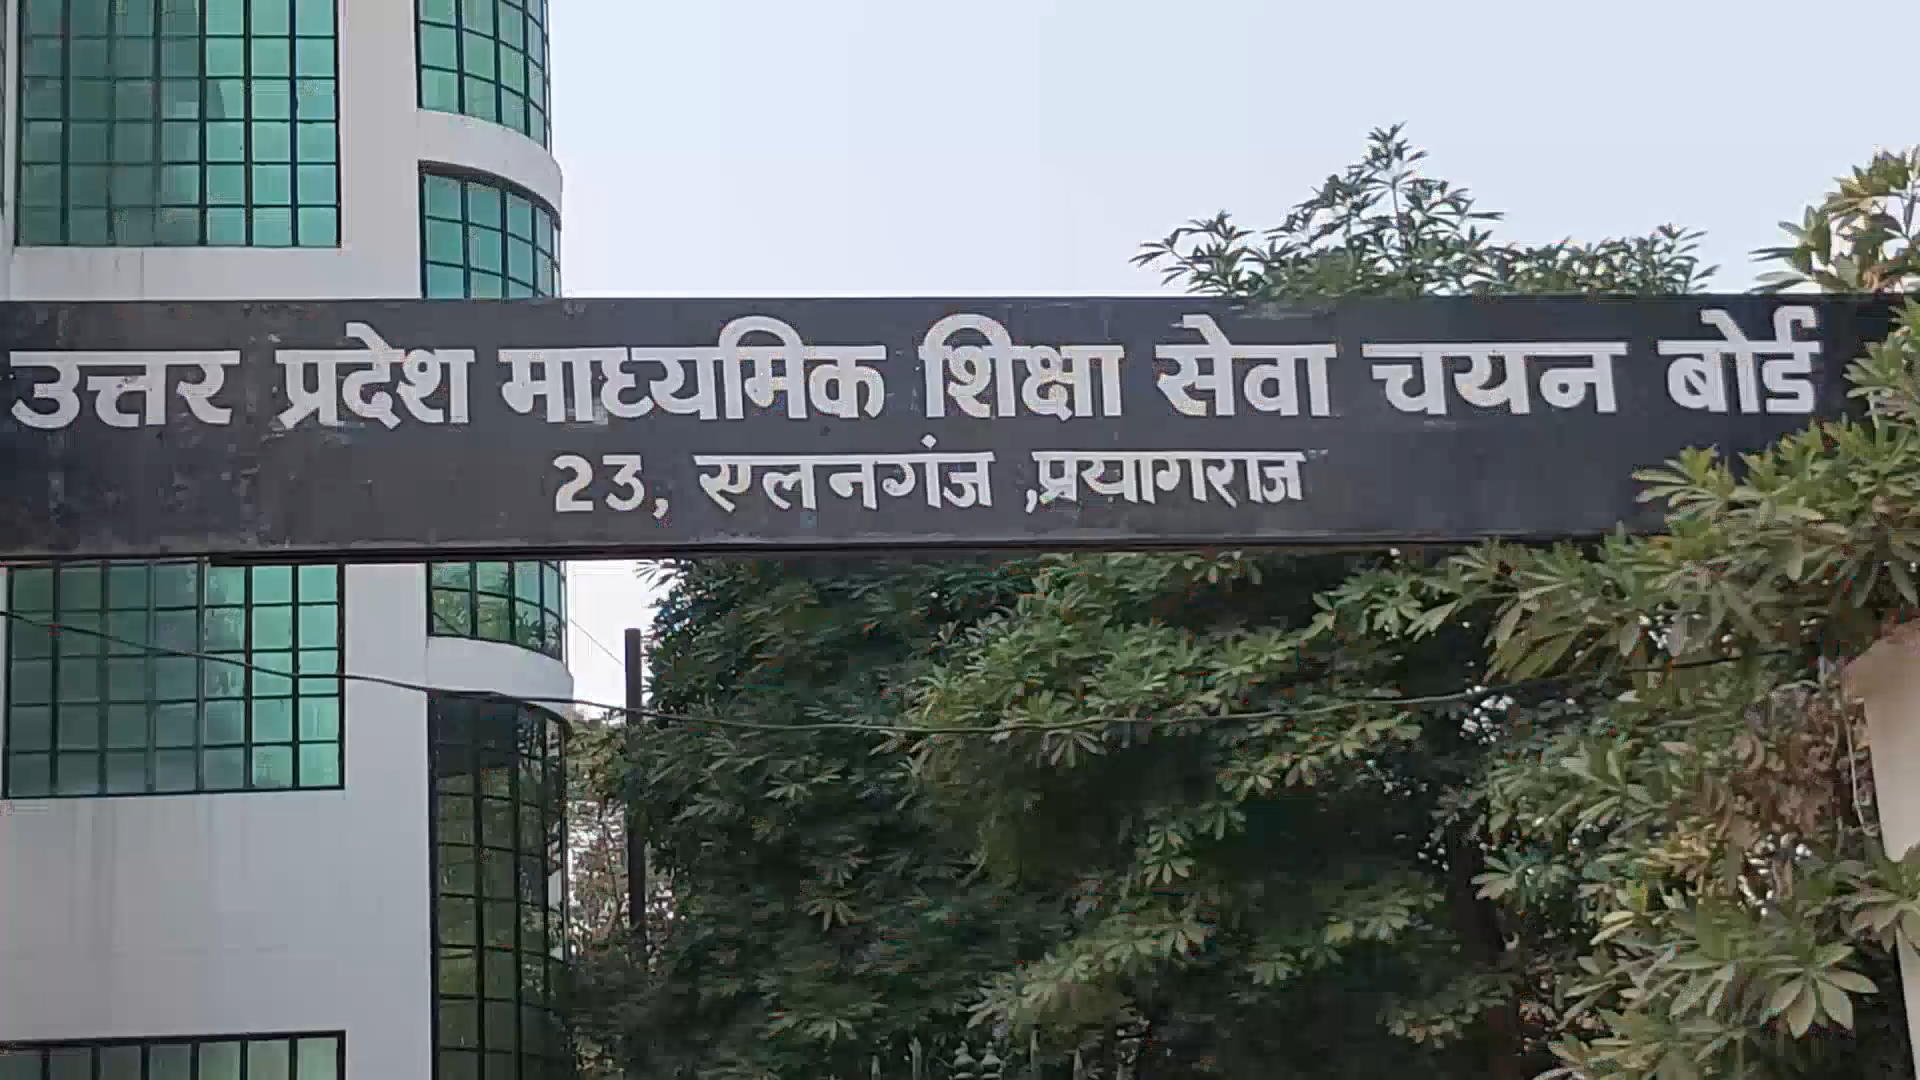 उत्तर प्रदेश माध्यमिक शिक्षा सेवा चयन बोर्ड
23, एलनगंज ,प्रयागराज